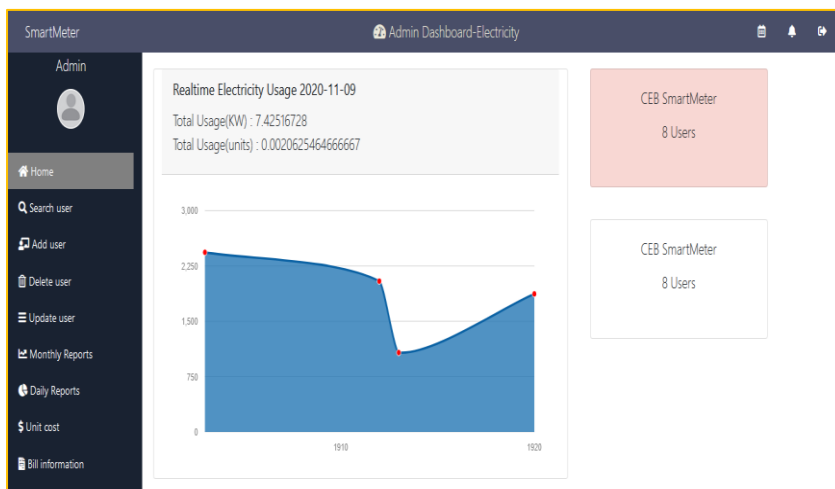 SmartMeter
Admin Dashboard-Electricity
Admin
Home
Search user
Add user
Delete user
Update user
Monthly Reports
Daily Reports
Unit cost
Bill information
Realtime Electricity Usage 2020-11-09
Total Usage(KW) : 7.42516728
Total Usage(units) : 0.0020625464666667
3,000
2,250
1,500
750
0
1910
1920
CEB SmartMeter
8 Users
CEB SmartMeter
8 Users